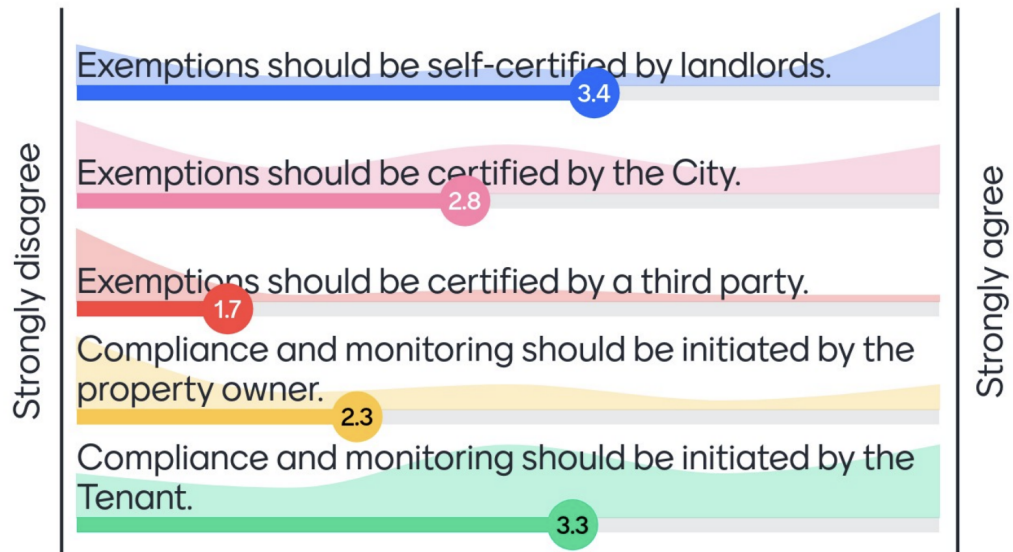 Strongly disagree
Exemptions should be self-certified by landlords.
3.4
Exemptions should be certified by the City.
2.8
Exemptions should be certified by a third party.
1.7
Compliance and monitoring should be initiated by the
property owner.
2.3
Compliance and monitoring should be initiated by the
Tenant.
3.3
Strongly agree